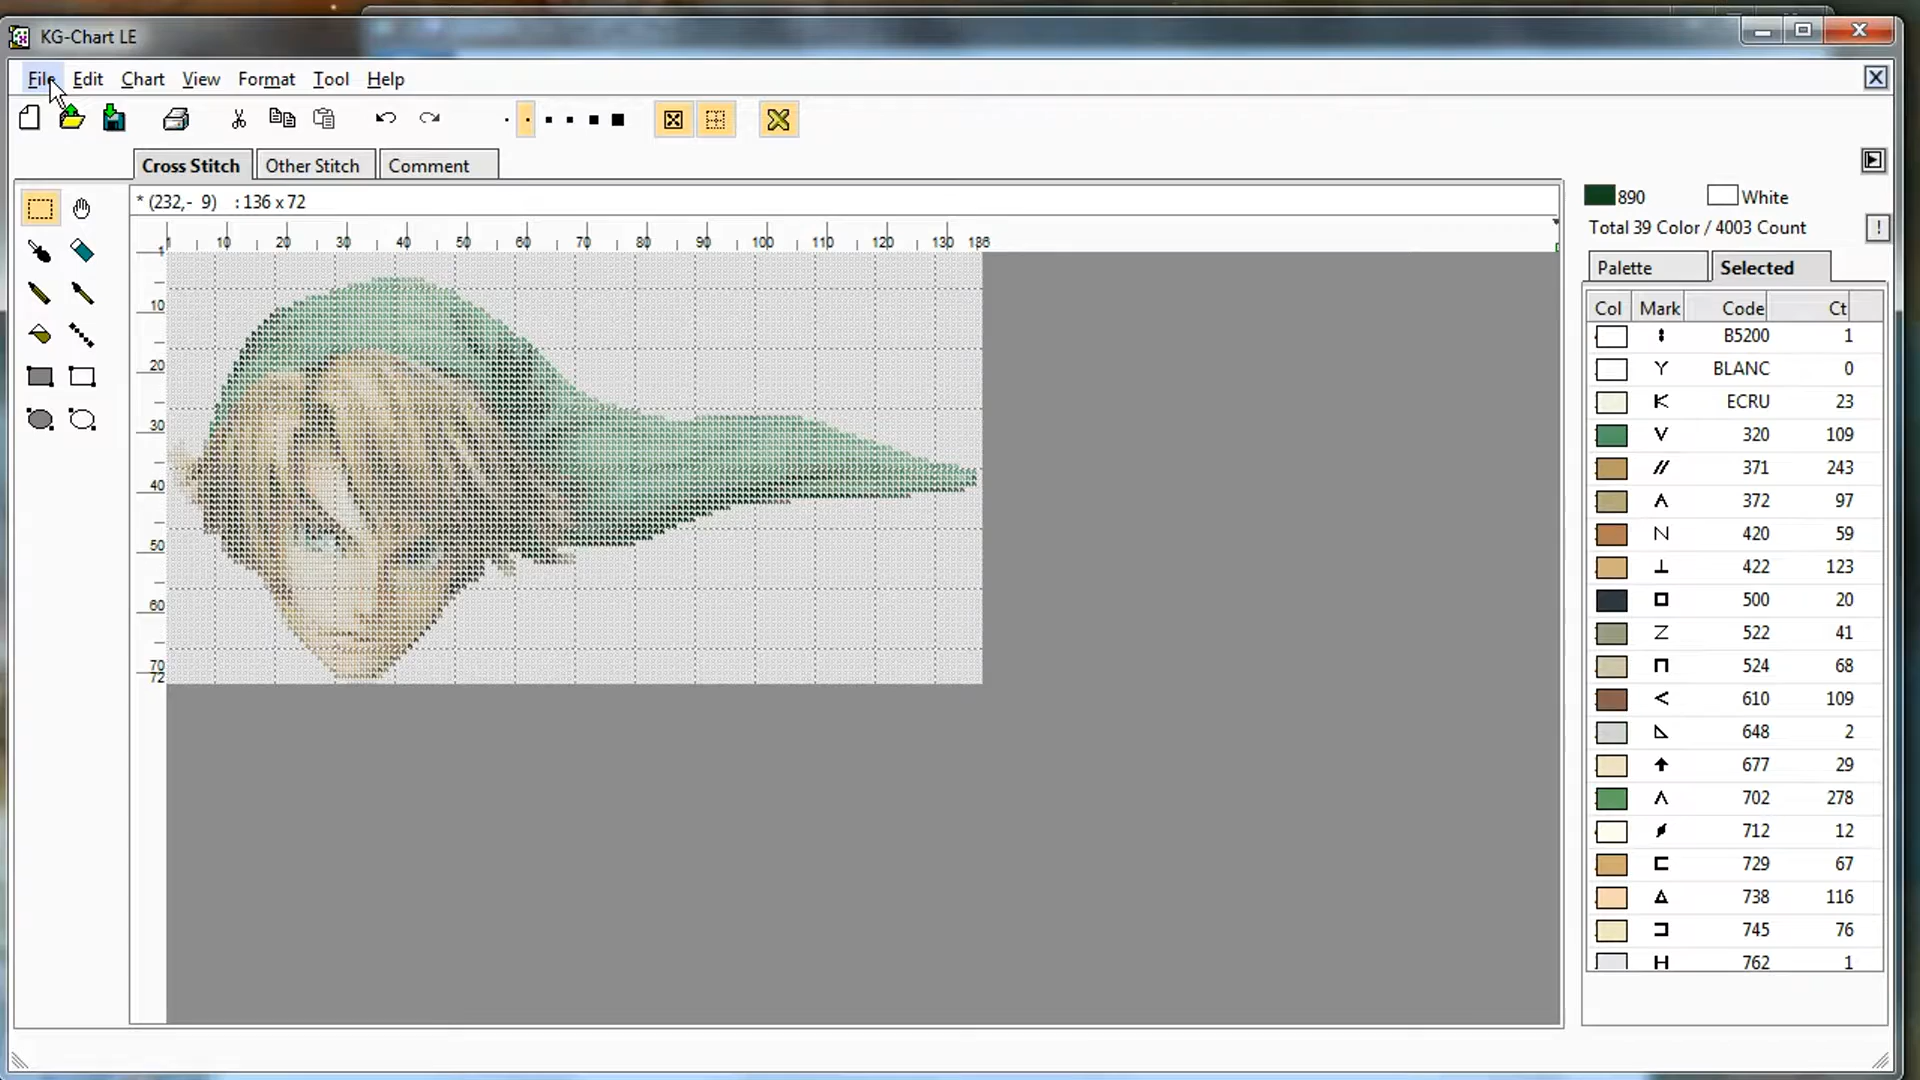 KG-Chart LE
File Edit Chart View Format Tool Help
Cross Stitch Other Stitch Comment
* (232,- 9) : 136 x 72
890 White
Total 39 Color / 4003 Count
!
Palette Selected
1 10 20 30 40 50 60 70 80 90 100 110 120 130 136
1
10
20
30
40
50
60
70
72
Col Mark Code Ct
B5200 1
Y BLANC 0
ECRU 23
V 320 109
// 371 243
Λ 372 97
N 420 59
⊥ 422 123
500 20
Z 522 41
⊓ 524 68
< 610 109
648 2
677 29
Λ 702 278
712 12
⊏ 729 67
738 116
⊐ 745 76
H 762 1